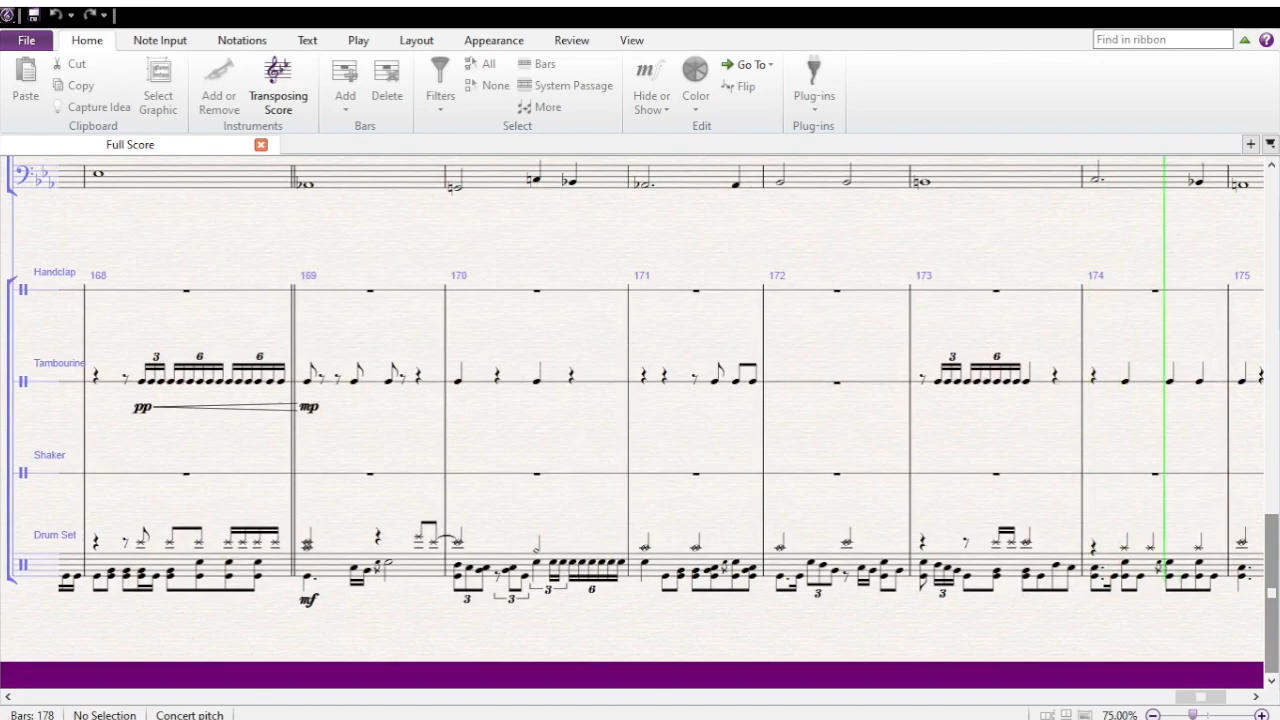 File Home Note Input Notations Text Play Layout Appearance Review View Find in ribbon
Paste Cut Copy Capture Idea Select Graphic Clipboard
Add or Remove Transposing Score Instruments
Add Delete Bars
Filters All None Bars System Passage More Select
Hide or Show Color Go To Flip Edit
Plug-ins Plug-ins
Full Score
Handclap 168 169 170 171 172 173 174 175
3 6 6 3 6
Tambourine
pp mp
Shaker
Drum Set
mf 3 3 3 6 3 3
Bars: 178 No Selection Concert pitch 75.00%